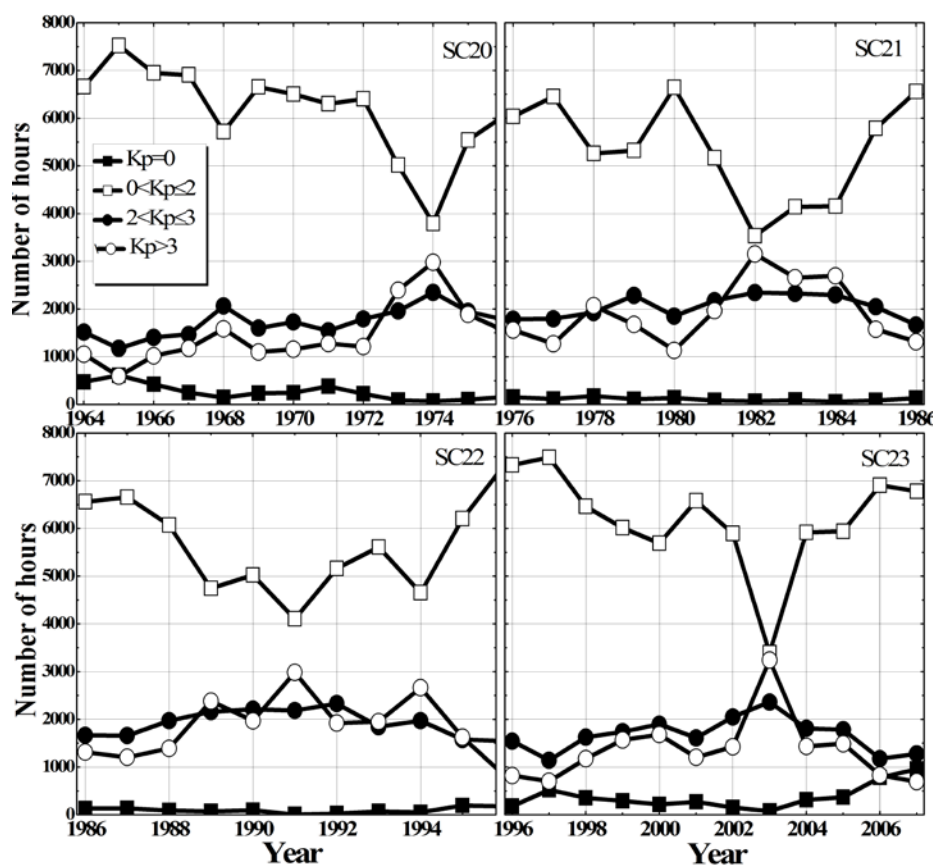 SC20
SC21
Number of hours
8000
7000
6000
5000
4000
3000
2000
1000
0
Kp=0
0<Kp≤2
2<Kp≤3
Kp>3
1964 1966 1968 1970 1972 1974
1976 1978 1980 1982 1984 1986
SC22
SC23
Number of hours
8000
7000
6000
5000
4000
3000
2000
1000
0
1986 1988 1990 1992 1994
1996 1998 2000 2002 2004 2006
Year
Year